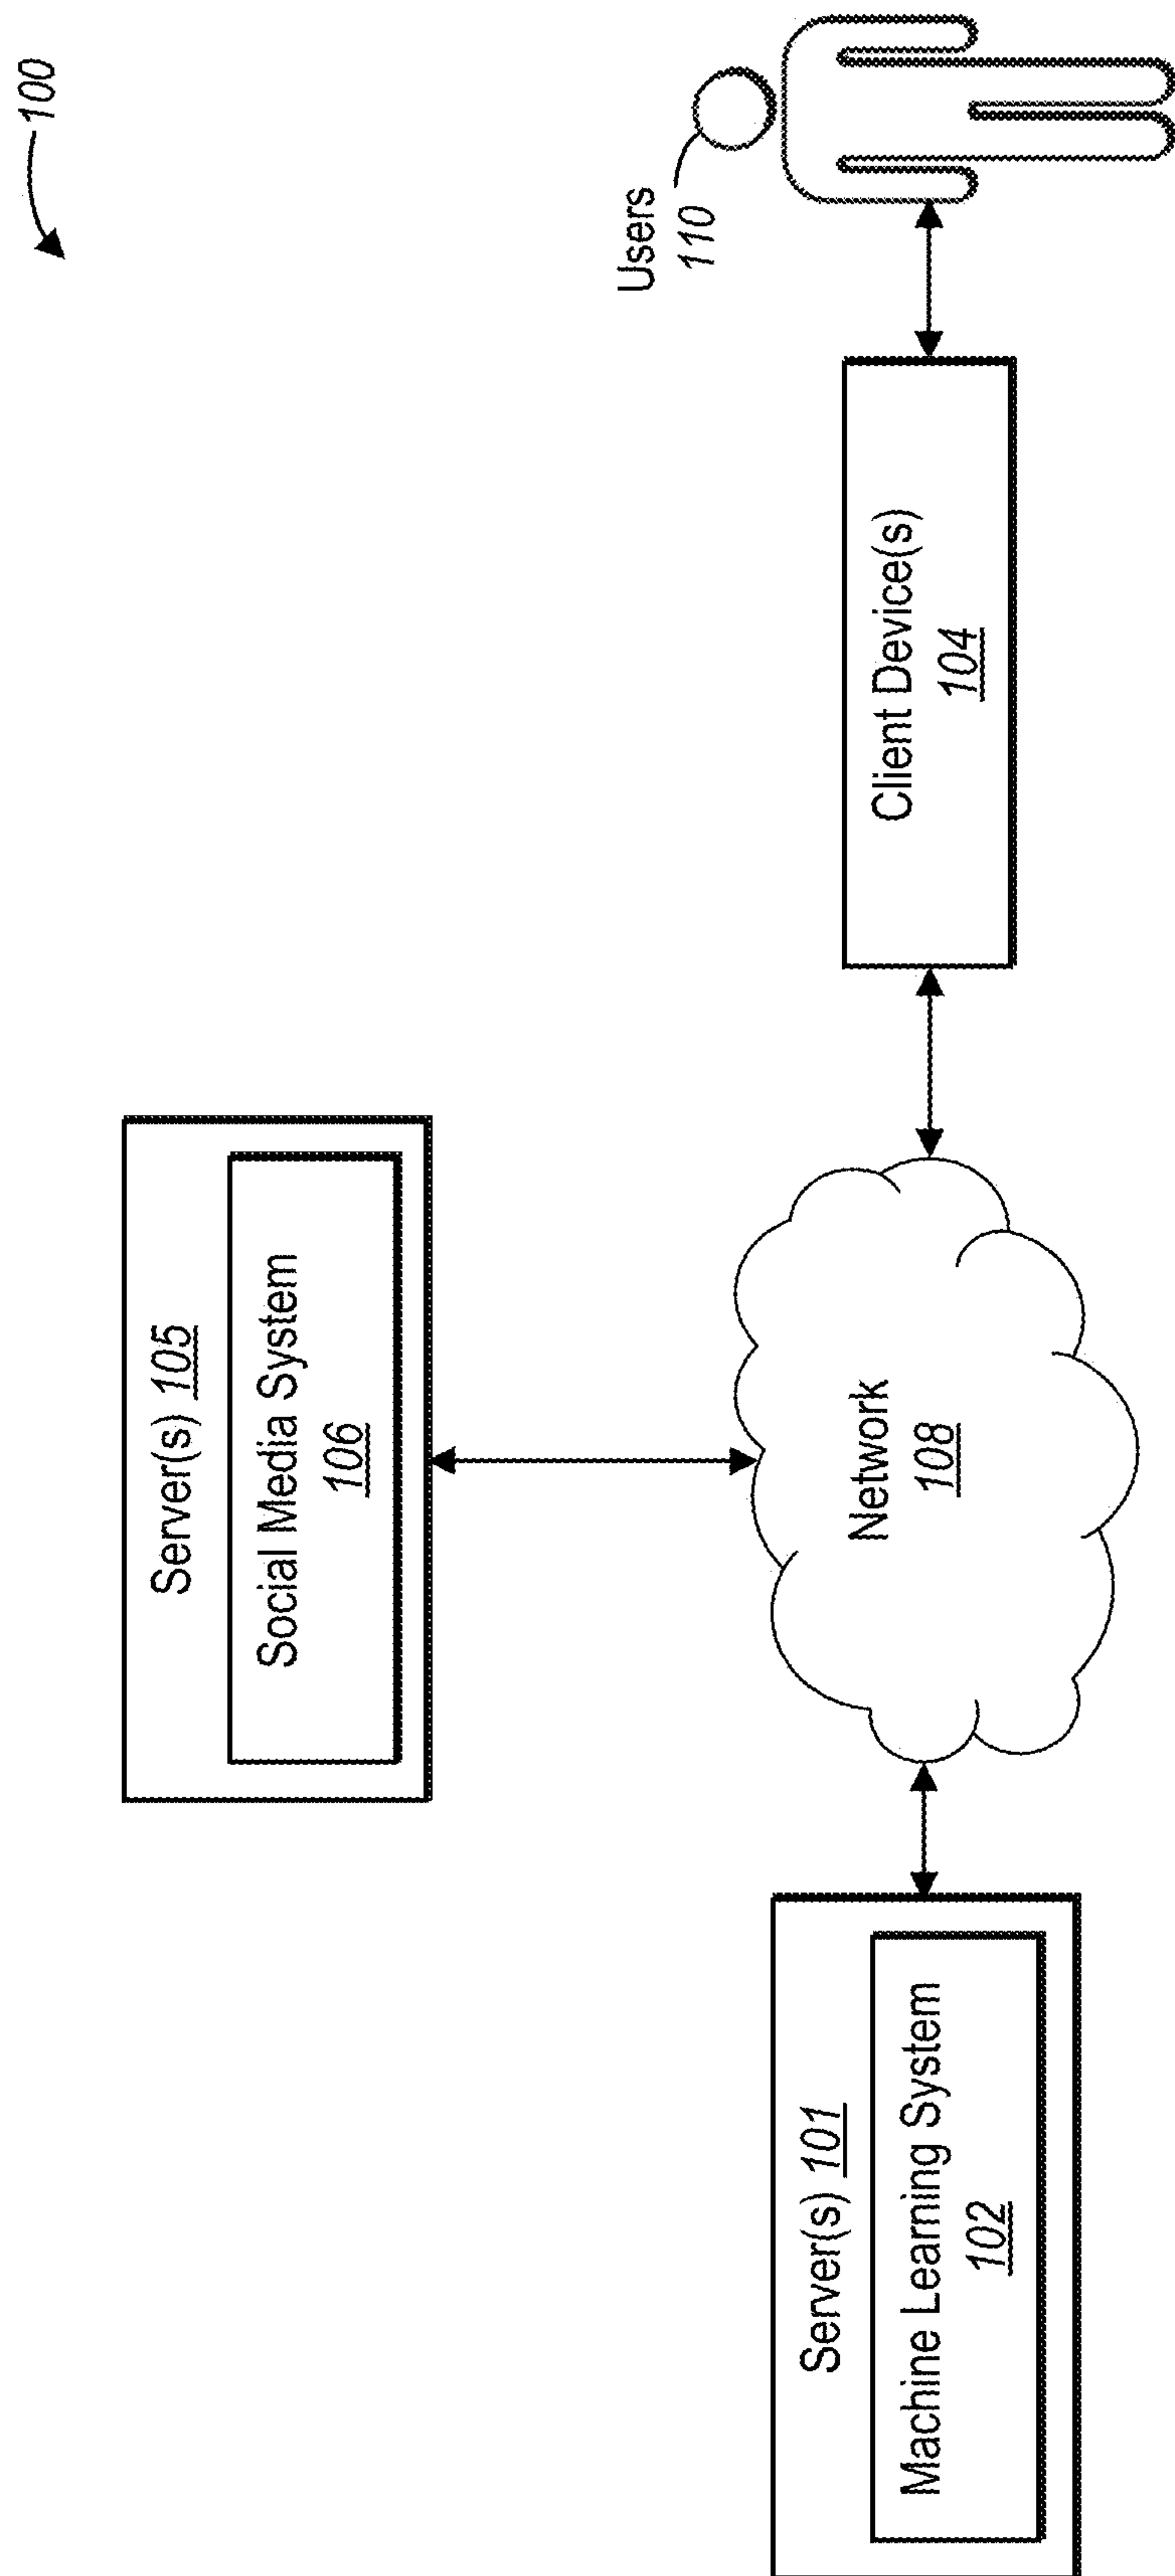 100
Server(s) 105
Social Media System
106
Users
110
Server(s) 101
Machine Learning System
102
Network
108
Client Device(s)
104